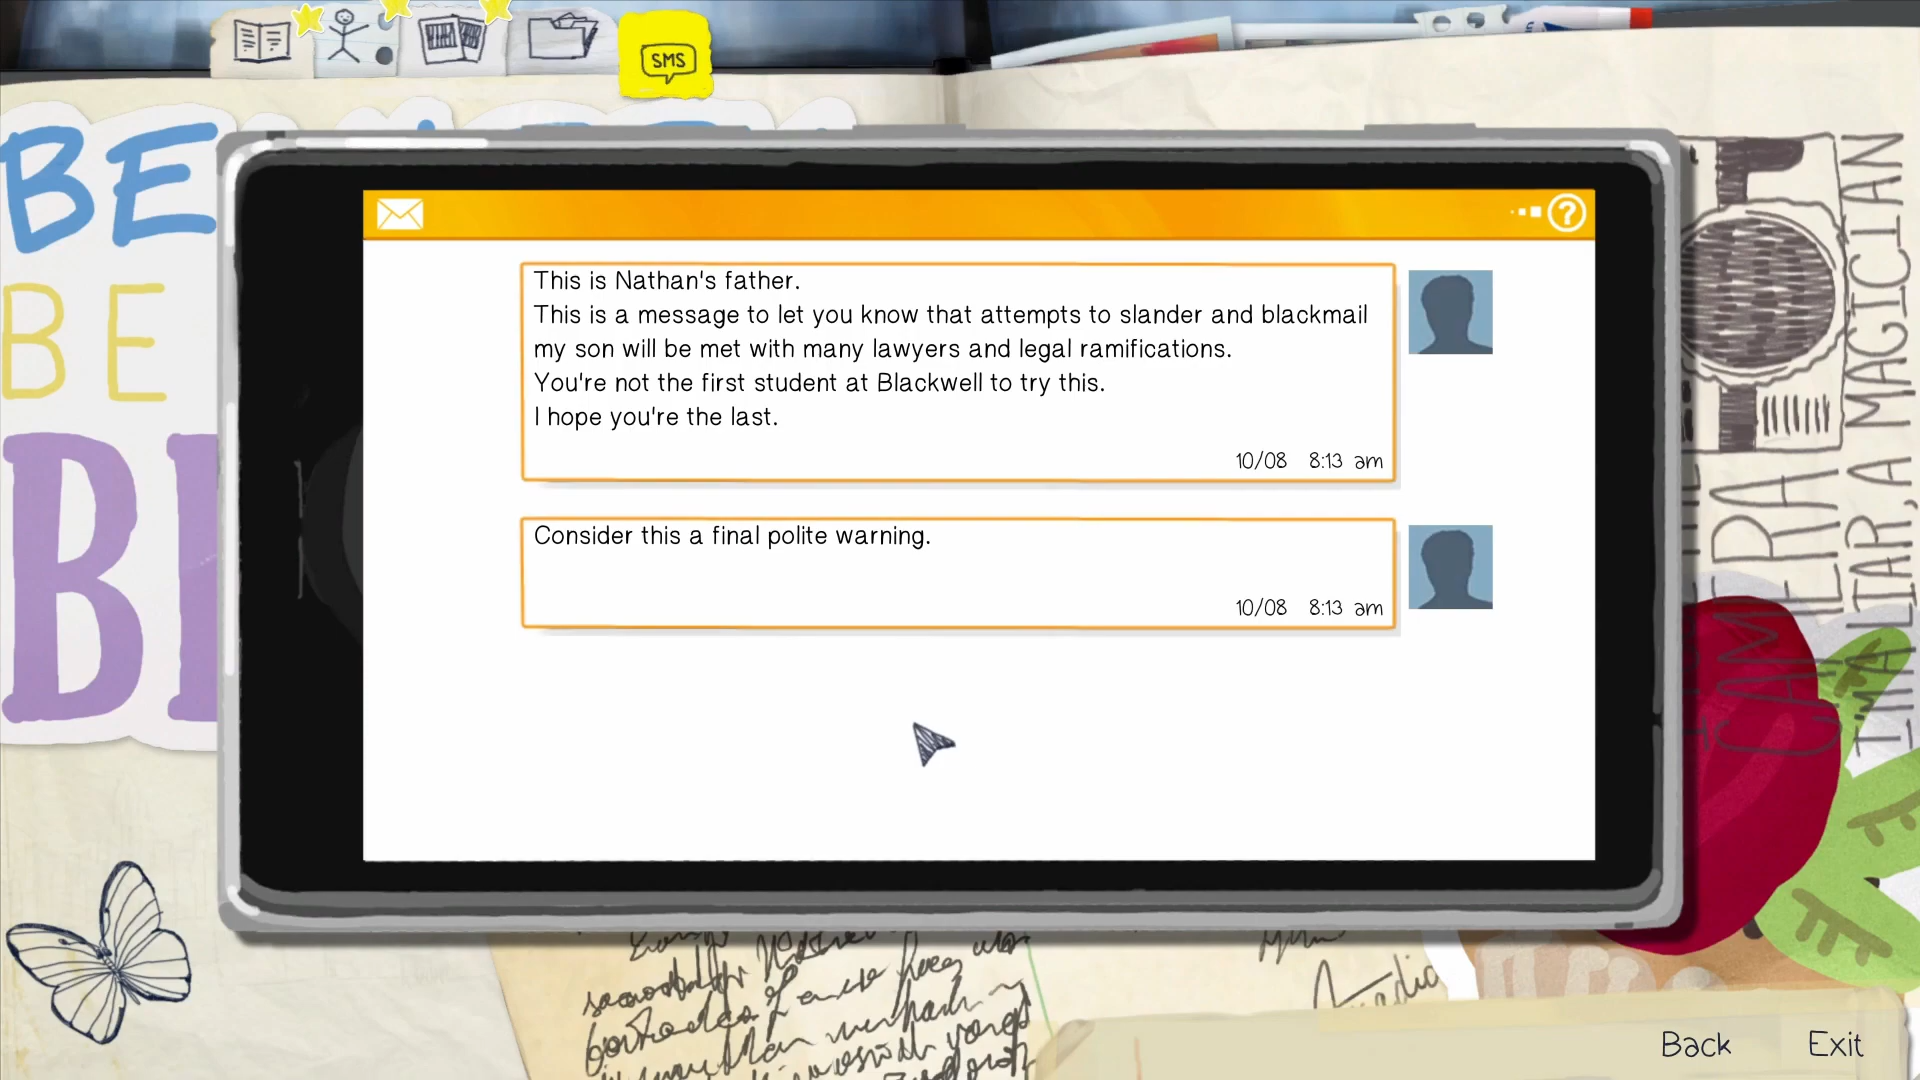 SMS
BE
BE
This is Nathan's father.
This is a message to let you know that attempts to slander and blackmail
my son will be met with many lawyers and legal ramifications.
You're not the first student at Blackwell to try this.
I hope you're the last.
10/08 8:13 am
Consider this a final polite warning.
10/08 8:13 am
CAMERA
I'M A LIAR, A MAGICIAN
Back
Exit